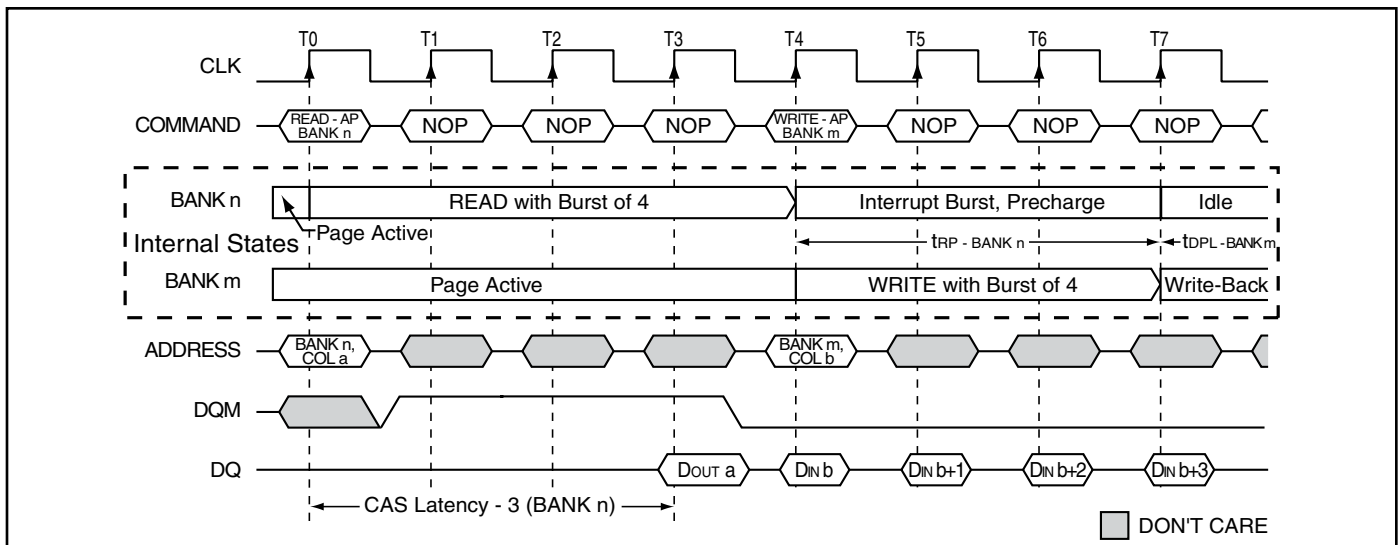 T0 T1 T2 T3 T4 T5 T6 T7
CLK
COMMAND READ - AP BANK n NOP NOP NOP WRITE - AP BANK m NOP NOP NOP
BANK n READ with Burst of 4 Interrupt Burst, Precharge Idle
Internal States Page Active tRP - BANK n tDPL - BANK m
BANK m Page Active WRITE with Burst of 4 Write-Back
ADDRESS BANK n, COL a BANK m, COL b
DQM
DQ DOUT a DIN b DIN b+1 DIN b+2 DIN b+3
CAS Latency - 3 (BANK n)
DON'T CARE